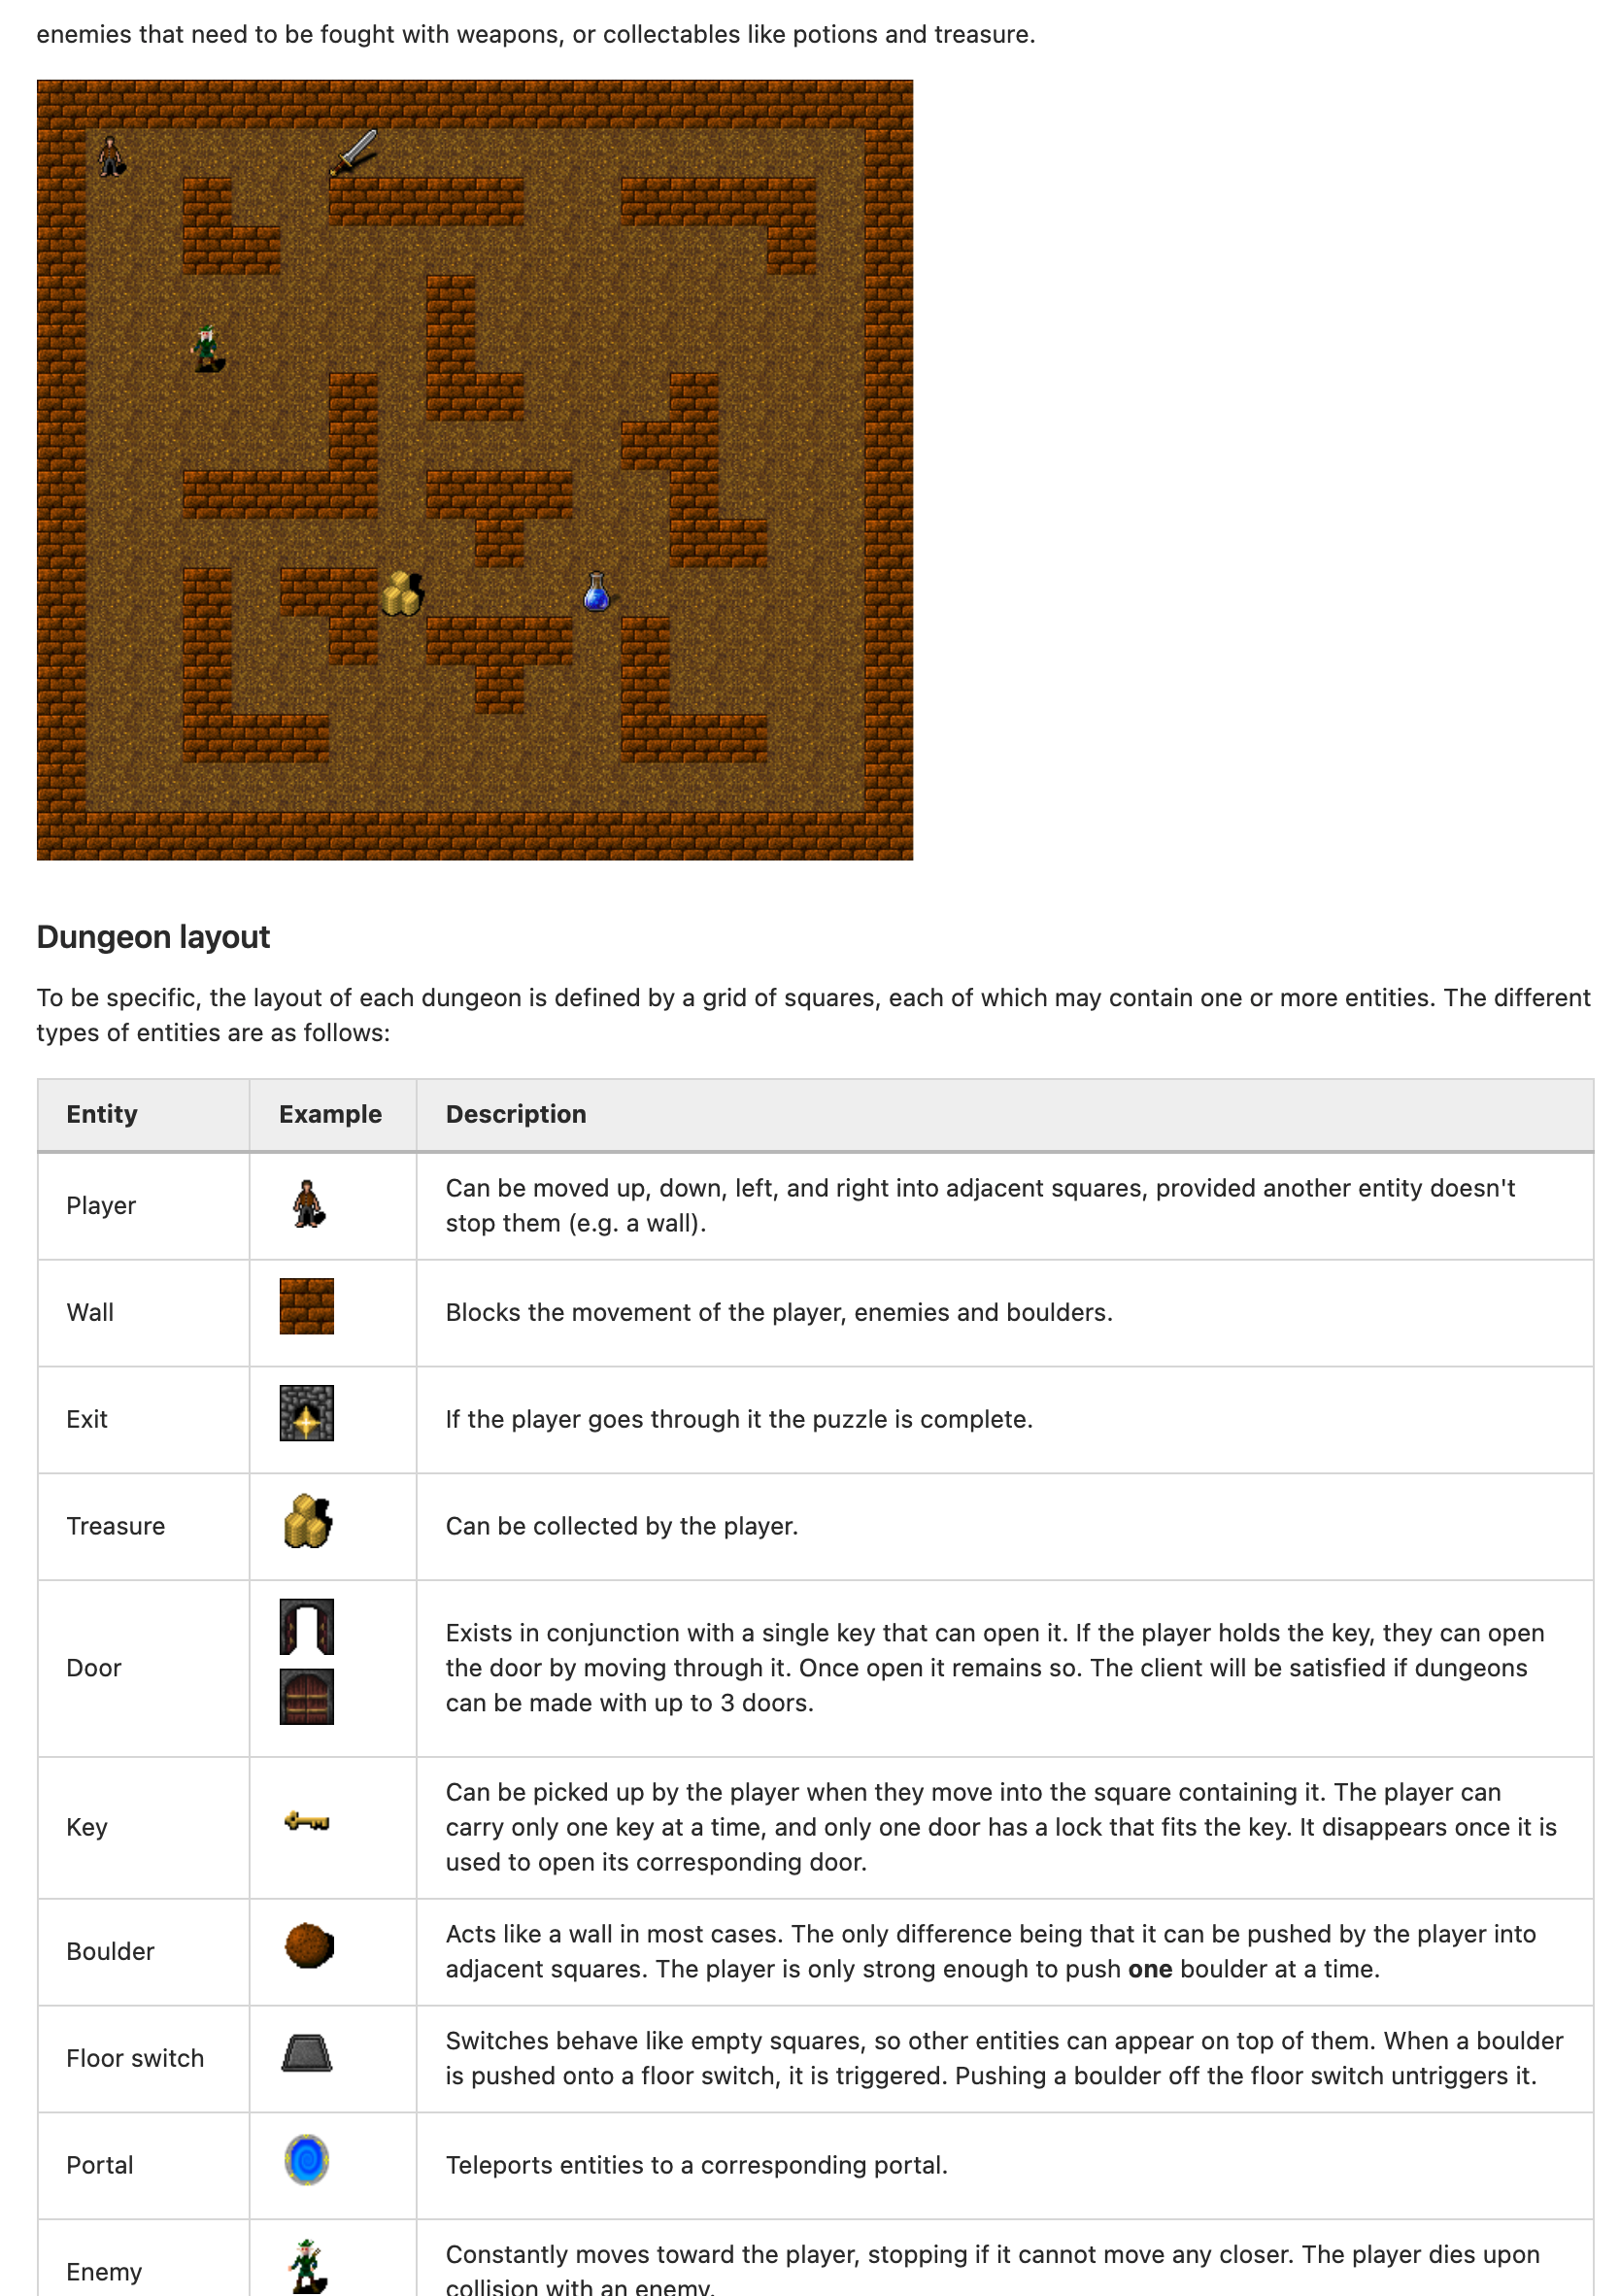 enemies that need to be fought with weapons, or collectables like potions and treasure.
Dungeon layout
To be specific, the layout of each dungeon is defined by a grid of squares, each of which may contain one or more entities. The different
types of entities are as follows:
Entity Example Description
Player
Can be moved up, down, left, and right into adjacent squares, provided another entity doesn't
stop them (e.g. a wall).
Wall
Blocks the movement of the player, enemies and boulders.
Exit
If the player goes through it the puzzle is complete.
Treasure
Can be collected by the player.
Door
Exists in conjunction with a single key that can open it. If the player holds the key, they can open
the door by moving through it. Once open it remains so. The client will be satisfied if dungeons
can be made with up to 3 doors.
Key
Can be picked up by the player when they move into the square containing it. The player can
carry only one key at a time, and only one door has a lock that fits the key. It disappears once it is
used to open its corresponding door.
Boulder
Acts like a wall in most cases. The only difference being that it can be pushed by the player into
adjacent squares. The player is only strong enough to push one boulder at a time.
Floor switch
Switches behave like empty squares, so other entities can appear on top of them. When a boulder
is pushed onto a floor switch, it is triggered. Pushing a boulder off the floor switch untriggers it.
Portal
Teleports entities to a corresponding portal.
Enemy
Constantly moves toward the player, stopping if it cannot move any closer. The player dies upon
collision with an enemy.